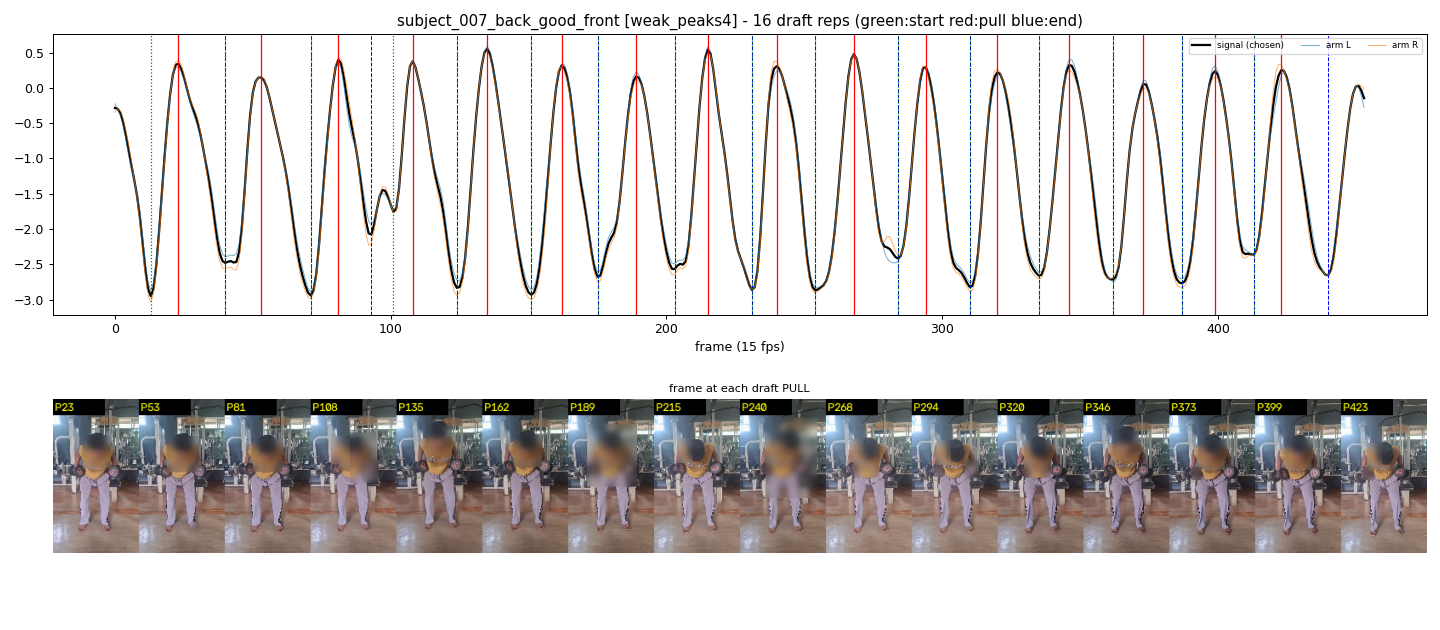 subject_007_back_good_front [weak_peaks4] - 16 draft reps (green:start red:pull blue:end)
signal (chosen) arm L arm R
0.5
0.0
−0.5
−1.0
−1.5
−2.0
−2.5
−3.0
0 100 200 300 400
frame (15 fps)
frame at each draft PULL
P23 P53 P81 P108 P135 P162 P189 P215 P240 P268 P294 P320 P346 P373 P399 P423